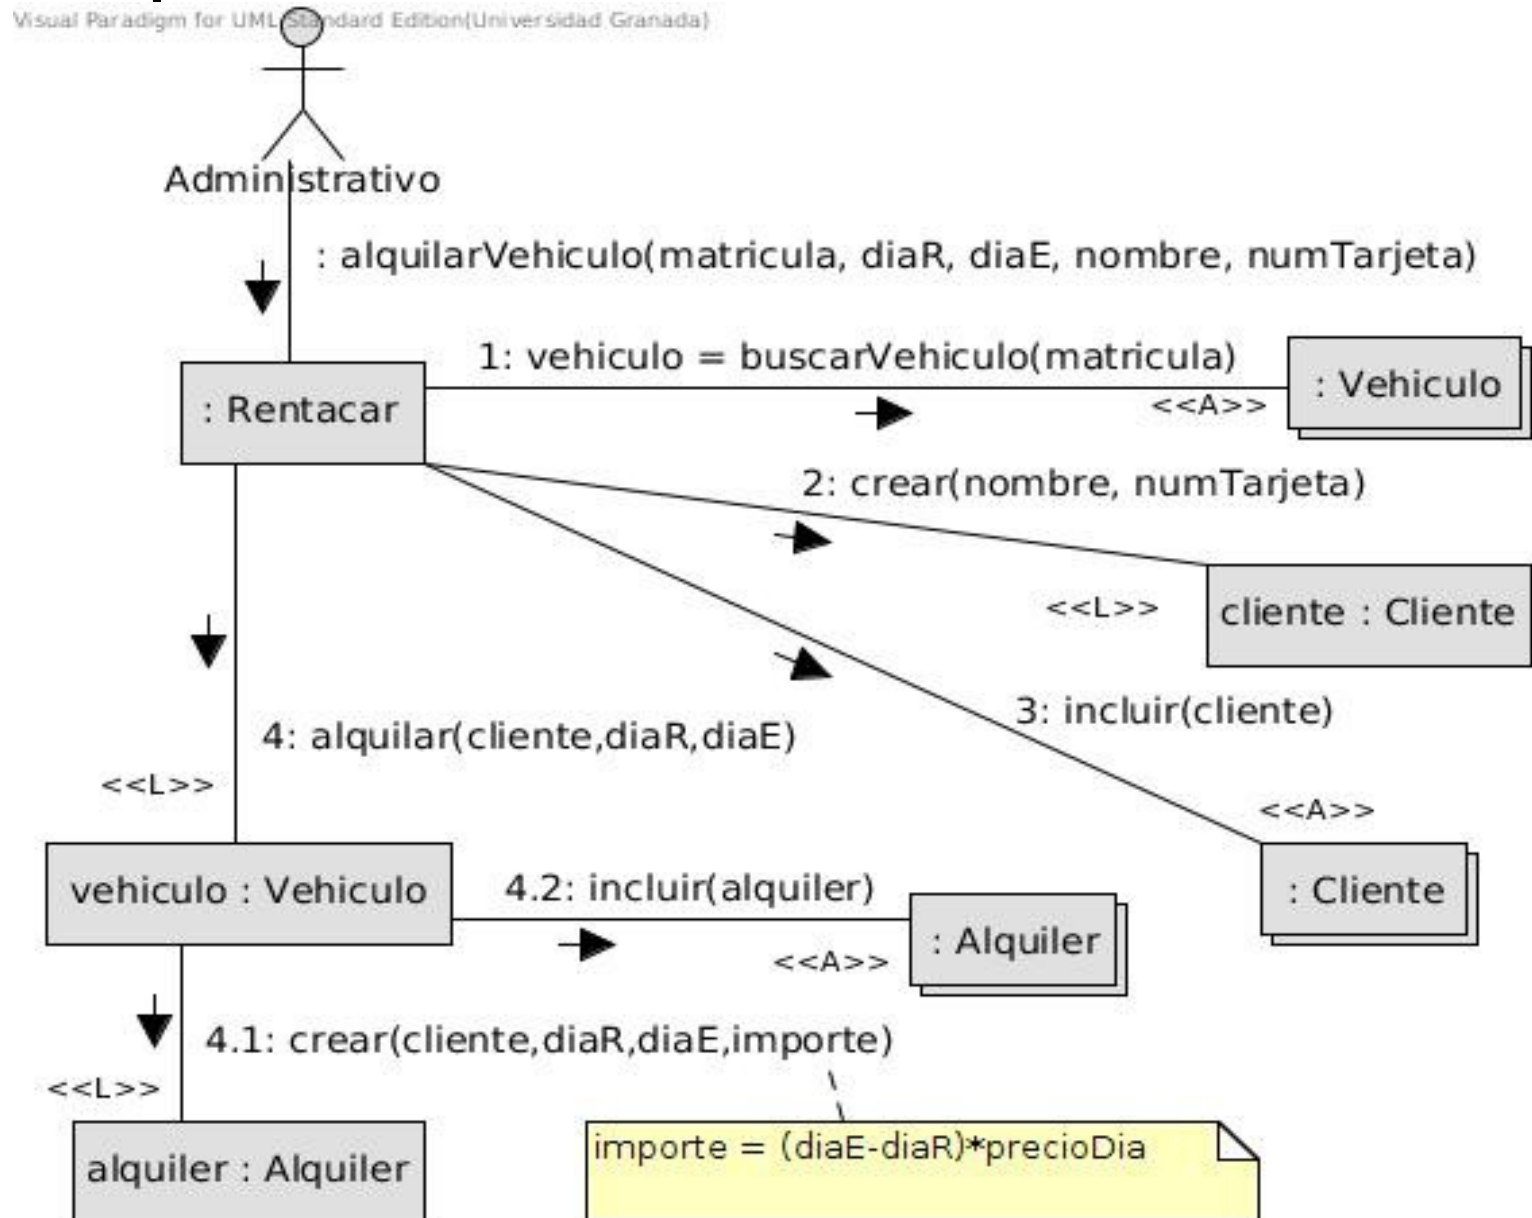 Visual Paradigm for UML Standard Edition(Universidad Granada)
Administrativo
: alquilarVehiculo(matricula, diaR, diaE, nombre, numTarjeta)
1: vehiculo = buscarVehiculo(matricula)
: Vehiculo
<<A>>
: Rentacar
2: crear(nombre, numTarjeta)
<<L>>
cliente : Cliente
3: incluir(cliente)
4: alquilar(cliente,diaR,diaE)
<<L>>
<<A>>
vehiculo : Vehiculo
4.2: incluir(alquiler)
: Cliente
: Alquiler
<<A>>
4.1: crear(cliente,diaR,diaE,importe)
<<L>>
importe = (diaE-diaR)*precioDia
alquiler : Alquiler